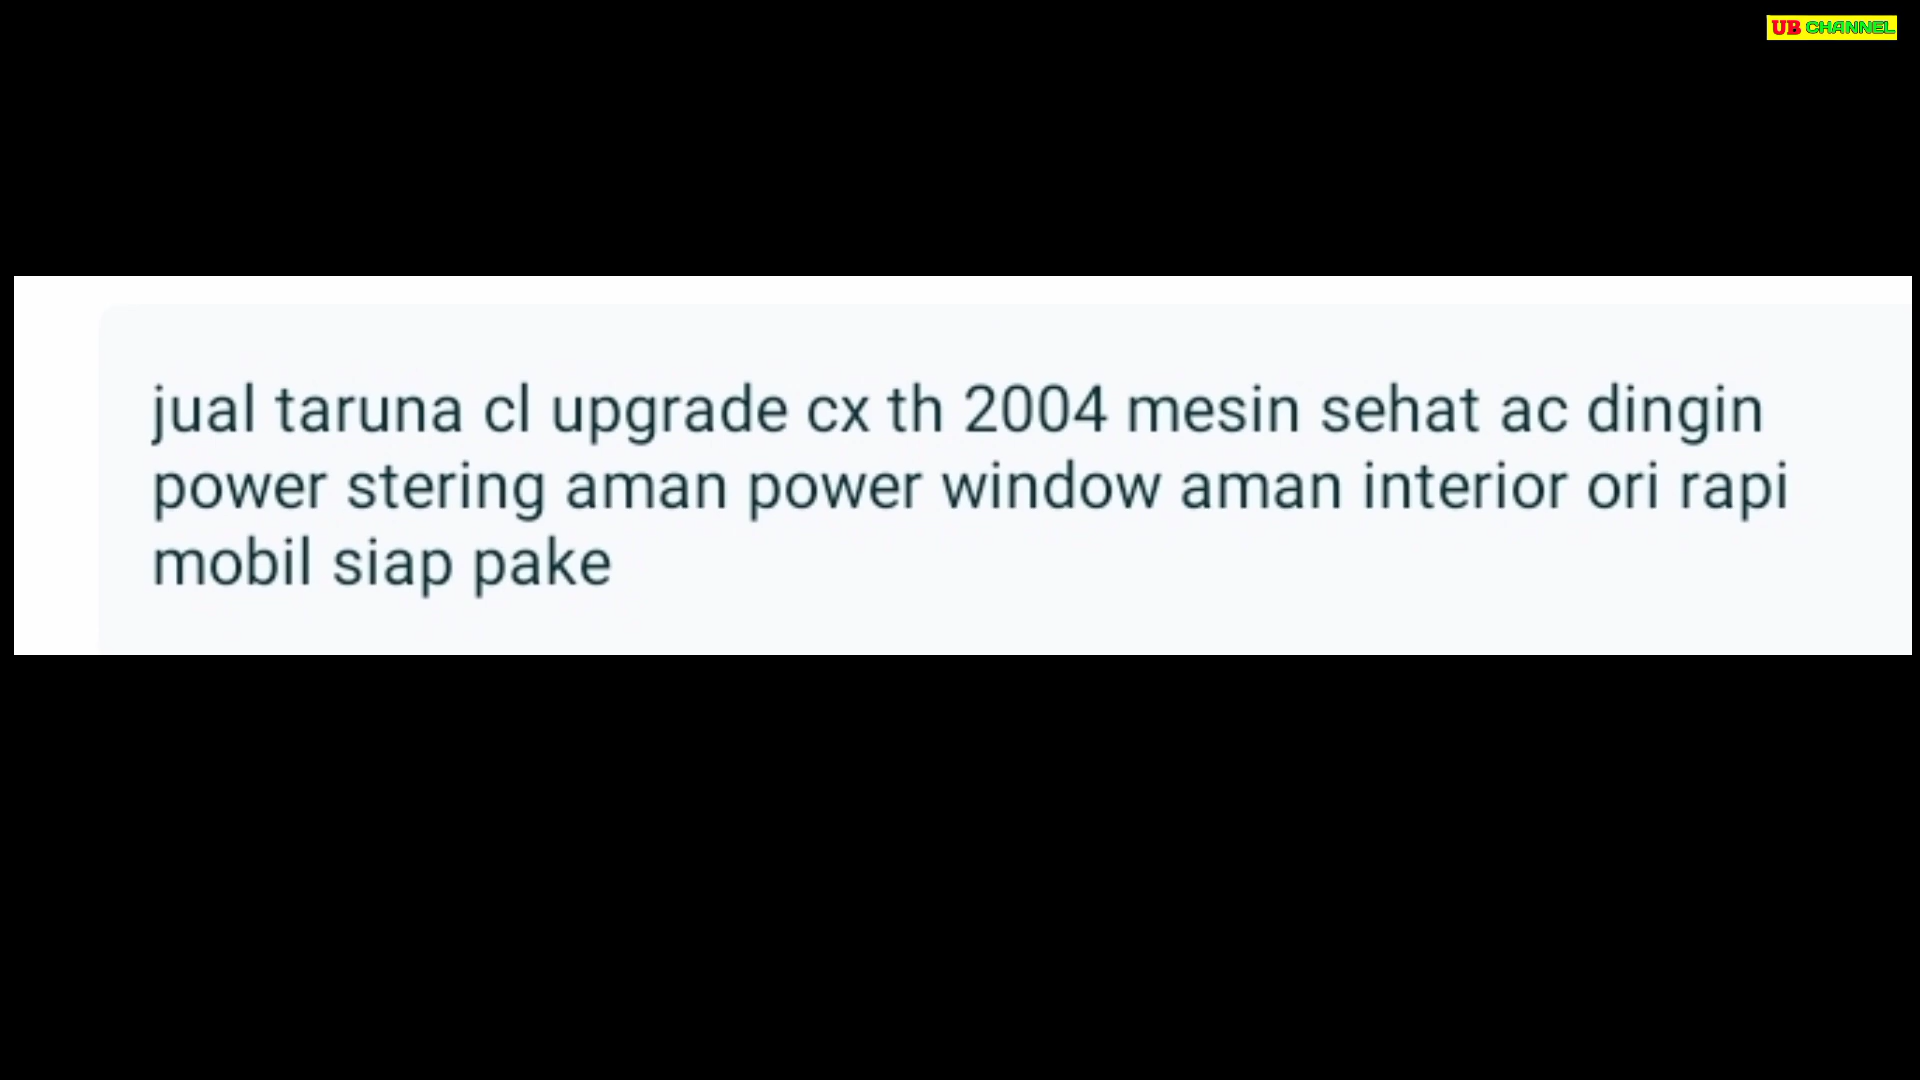 UB CHANNEL
jual taruna cl upgrade cx th 2004 mesin sehat ac dingin
power stering aman power window aman interior ori rapi
mobil siap pake